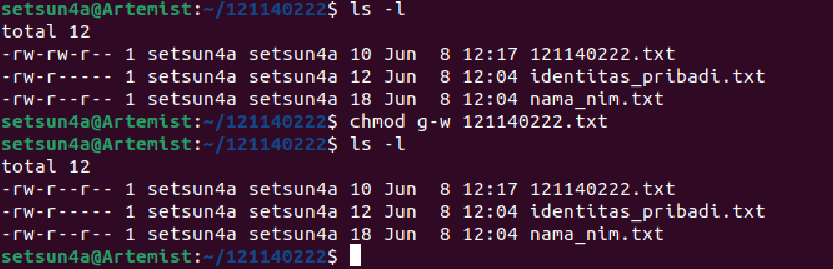 setsun4a@Artemist:~/121140222$ ls -l
total 12
-rw-rw-r-- 1 setsun4a setsun4a 10 Jun  8 12:17 121140222.txt
-rw-r----- 1 setsun4a setsun4a 12 Jun  8 12:04 identitas_pribadi.txt
-rw-r--r-- 1 setsun4a setsun4a 18 Jun  8 12:04 nama_nim.txt
setsun4a@Artemist:~/121140222$ chmod g-w 121140222.txt
setsun4a@Artemist:~/121140222$ ls -l
total 12
-rw-r--r-- 1 setsun4a setsun4a 10 Jun  8 12:17 121140222.txt
-rw-r----- 1 setsun4a setsun4a 12 Jun  8 12:04 identitas_pribadi.txt
-rw-r--r-- 1 setsun4a setsun4a 18 Jun  8 12:04 nama_nim.txt
setsun4a@Artemist:~/121140222$